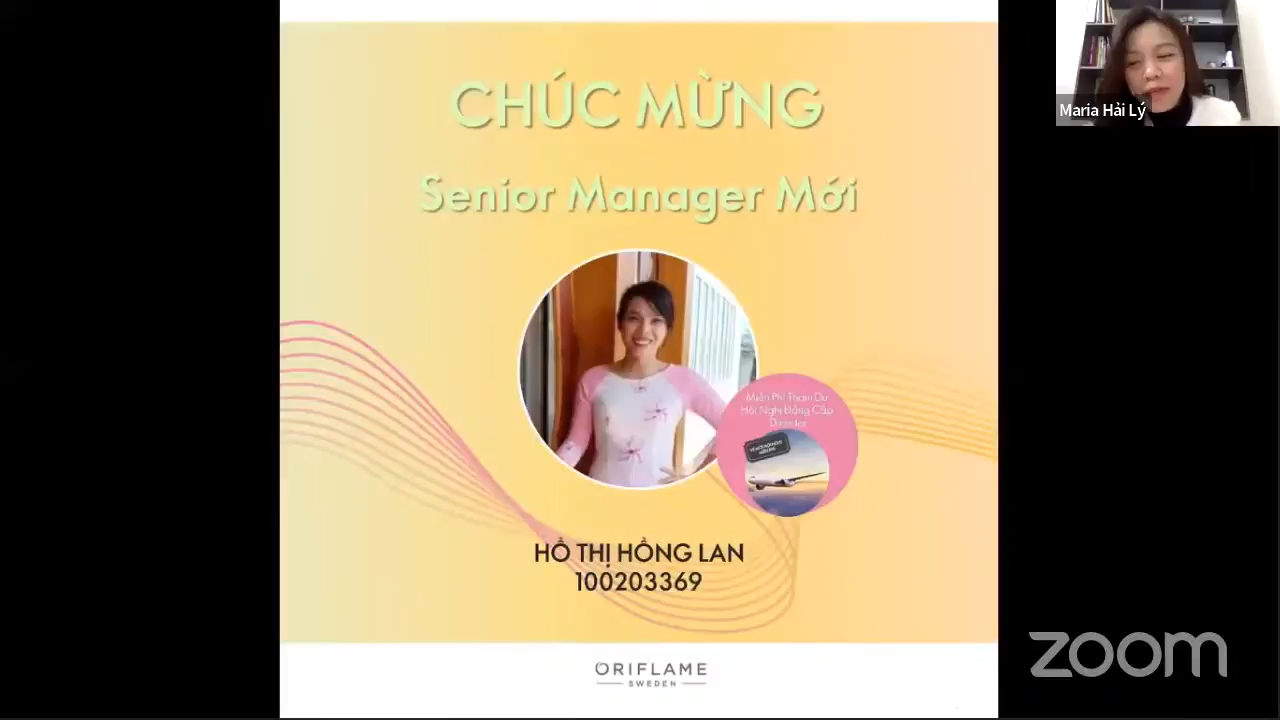 CHÚC MỪNG
Senior Manager Mới
Miễn Phí Tham Dự
Hội Nghị Đẳng Cấp
Director
HỒ THỊ HỒNG LAN
100203369
ORIFLAME
SWEDEN
Maria Hải Lý
zoom